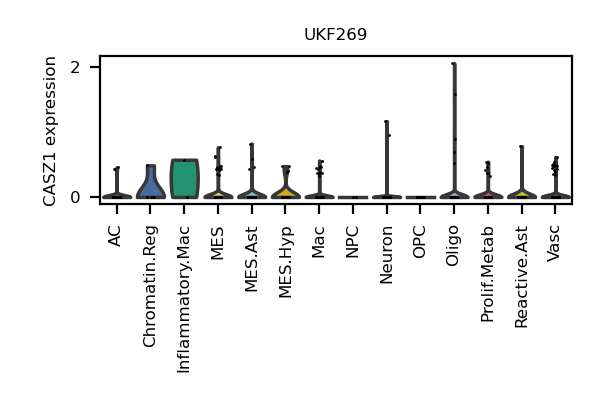 UKF269
CASZ1 expression
2
0
AC
Chromatin.Reg
Inflammatory.Mac
MES
MES.Ast
MES.Hyp
Mac
NPC
Neuron
OPC
Oligo
Prolif.Metab
Reactive.Ast
Vasc